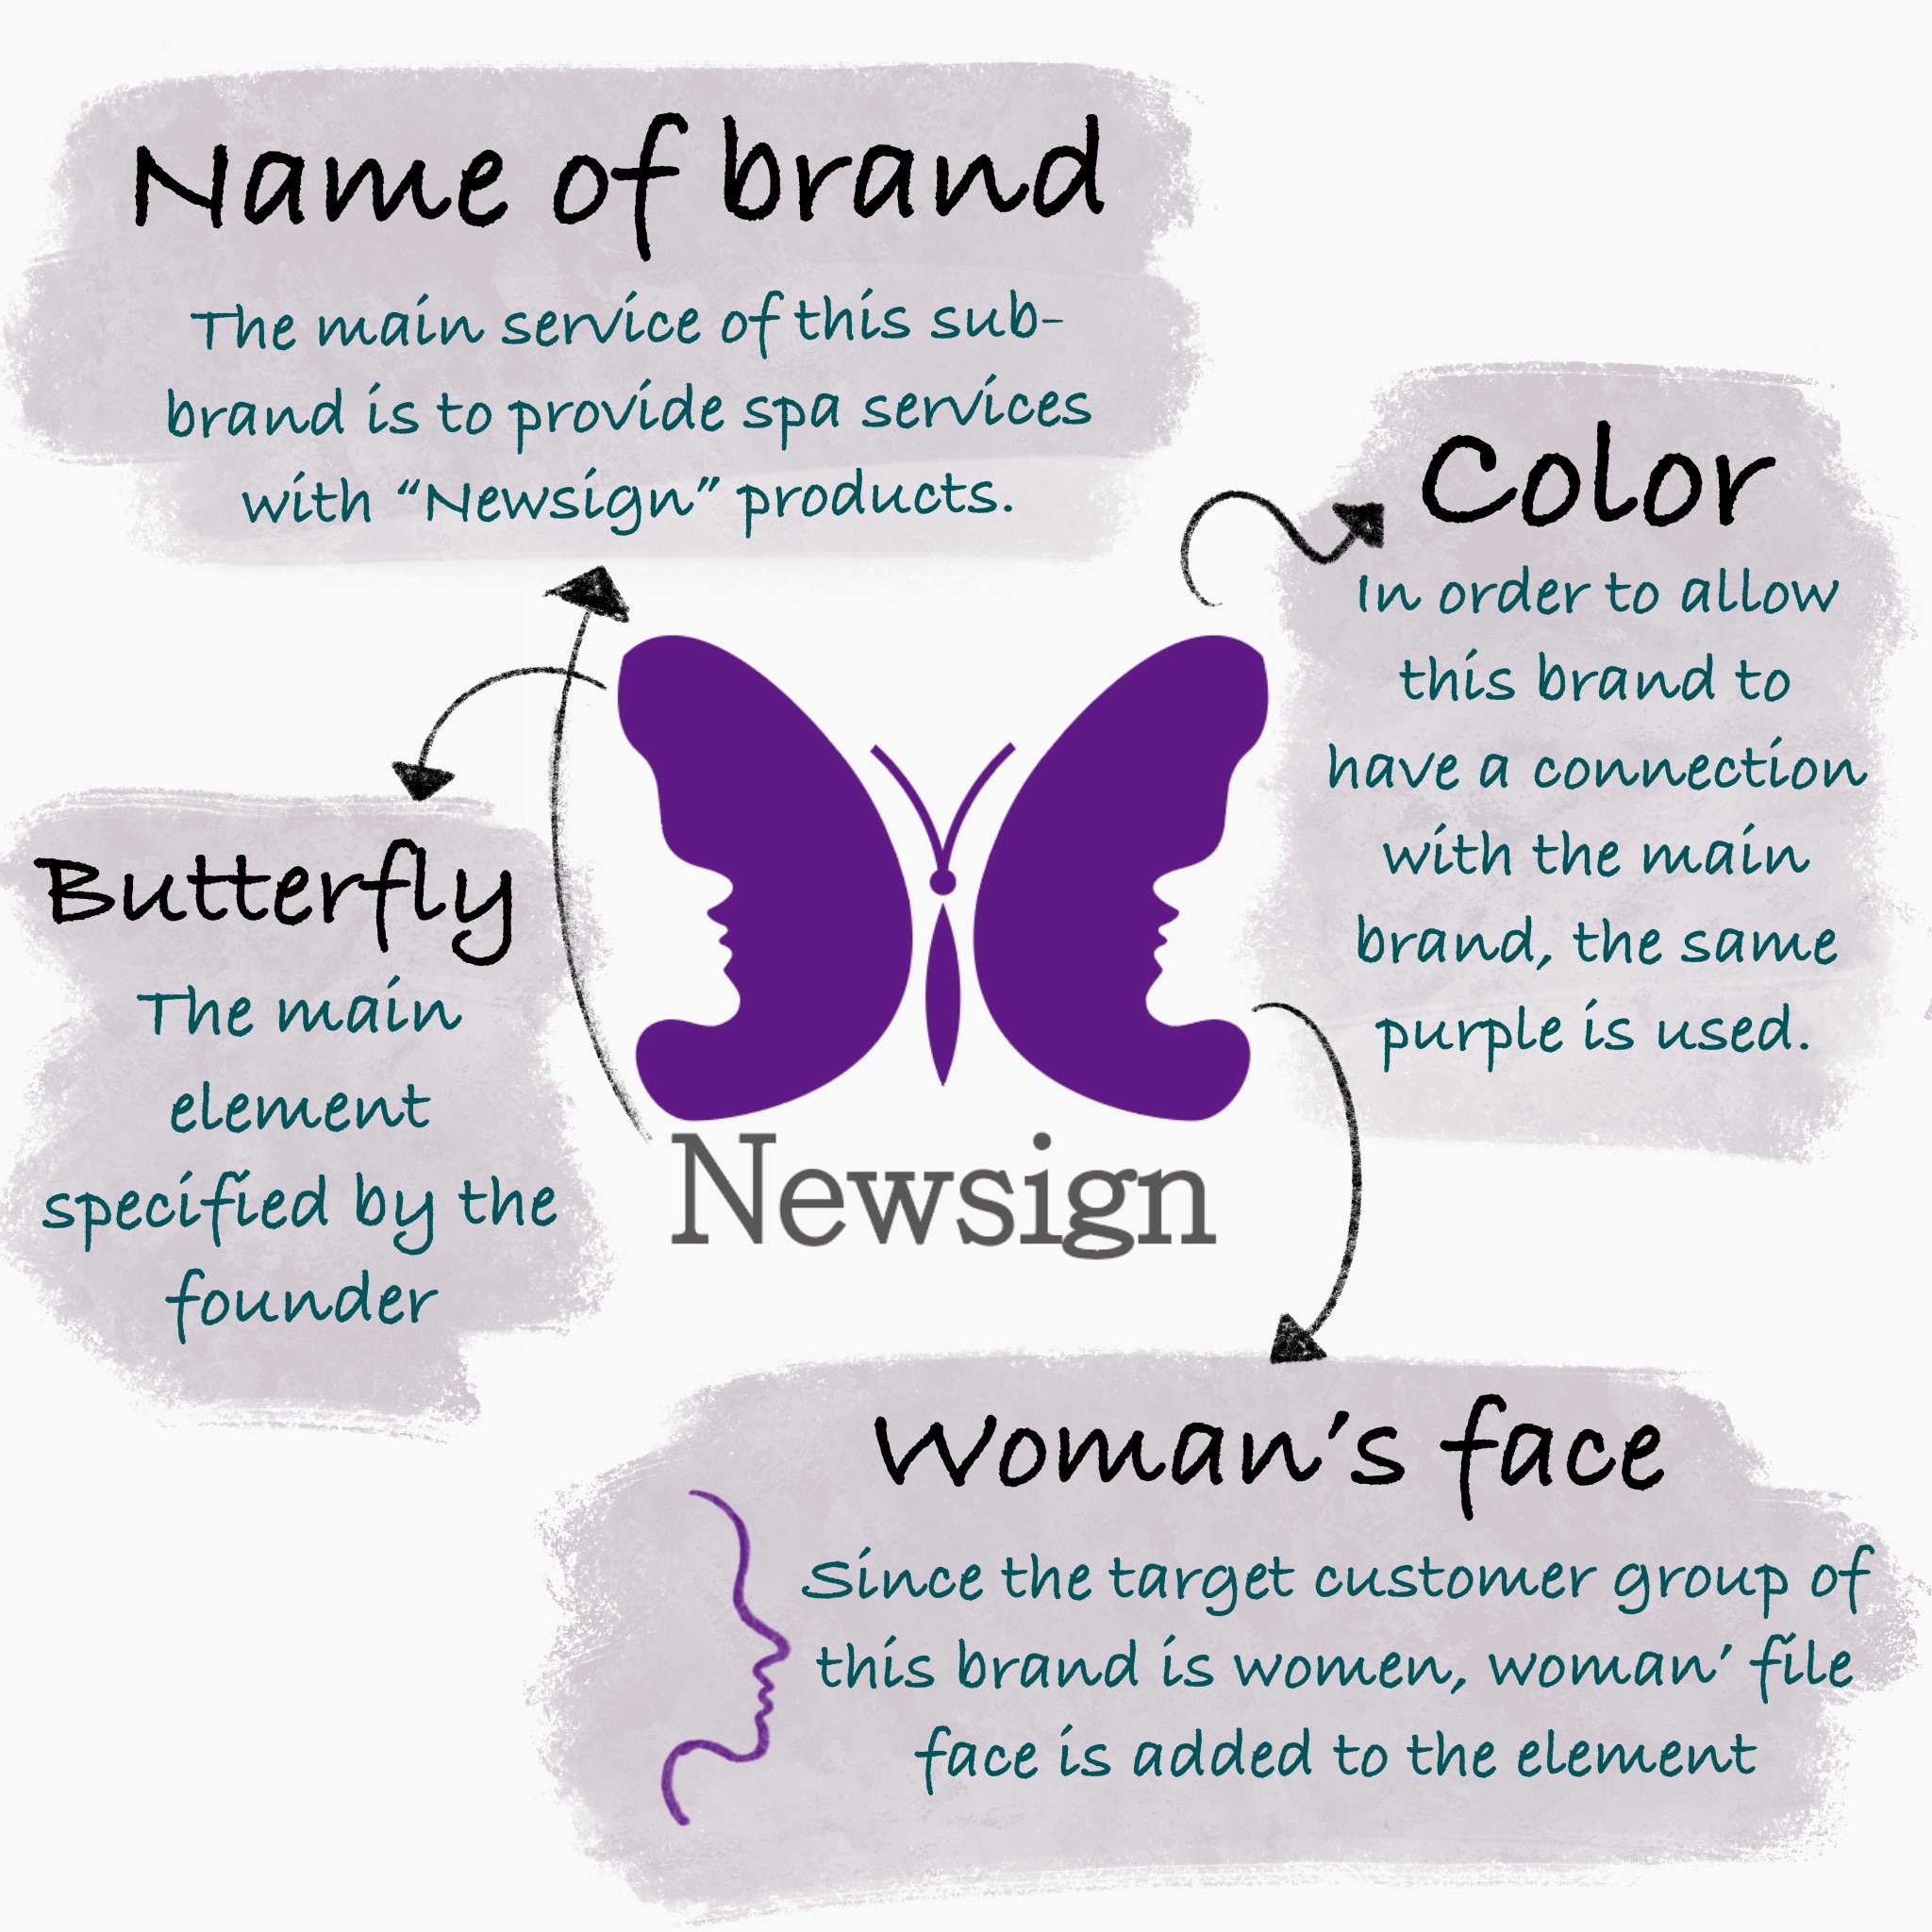 Name of brand
The main service of this sub-
brand is to provide spa services
with “Newsign” products.
Color
In order to allow
this brand to
have a connection
with the main
brand, the same
purple is used.
Butterfly
The main
element
specified by the
founder
Newsign
Woman’s face
Since the target customer group of
this brand is women, woman’ file
face is added to the element